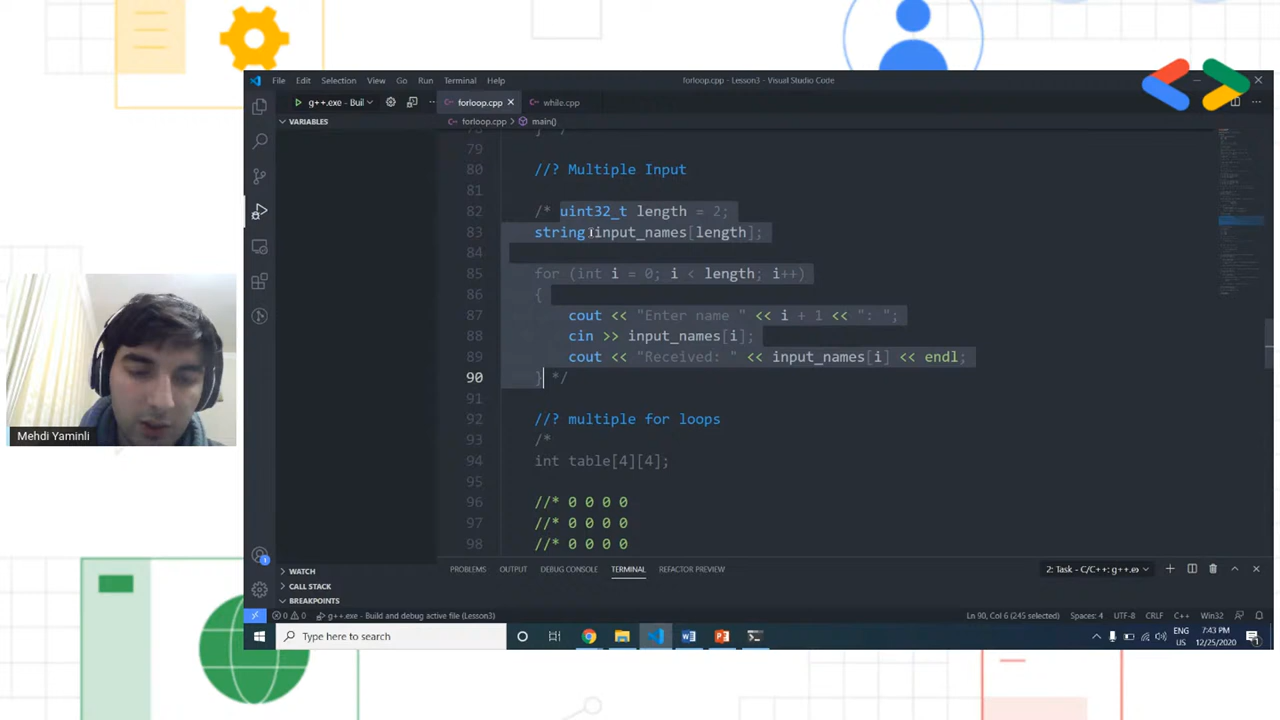 File Edit Selection View Go Run Terminal Help
forloop.cpp - Lesson3 - Visual Studio Code
g++.exe - Buil
forloop.cpp
while.cpp
VARIABLES
forloop.cpp > main()
79
80 //? Multiple Input
81
82 /* uint32_t length = 2;
83 string input_names[length];
84
85 for (int i = 0; i < length; i++)
86 {
87 cout << "Enter name " << i + 1 << ": ";
88 cin >> input_names[i];
89 cout << "Received: " << input_names[i] << endl;
90 } */
91
92 //? multiple for loops
93 /*
94 int table[4][4];
95
96 //* 0 0 0 0
97 //* 0 0 0 0
98 //* 0 0 0 0
Mehdi Yaminli
WATCH
CALL STACK
BREAKPOINTS
PROBLEMS OUTPUT DEBUG CONSOLE TERMINAL REFACTOR PREVIEW
2: Task - C/C++: g++.e
0 0 g++.exe - Build and debug active file (Lesson3)
Ln 90, Col 6 (245 selected) Spaces: 4 UTF-8 CRLF C++ Win32
Type here to search
ENG
US
7:43 PM
12/25/2020